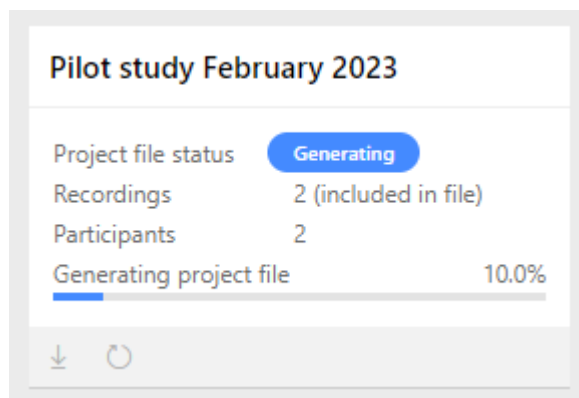 Pilot study February 2023
Project file status Generating
Recordings 2 (included in file)
Participants 2
Generating project file 10.0%